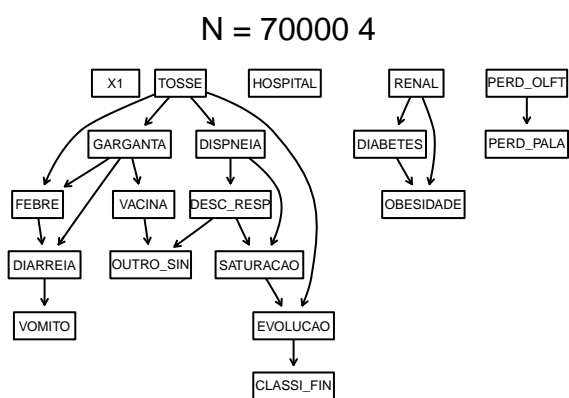 N = 70000 4
X1 TOSSE HOSPITAL RENAL PERD_OLFT
GARGANTA DISPNEIA DIABETES PERD_PALA
FEBRE VACINA DESC_RESP OBESIDADE
DIARREIA OUTRO_SIN SATURACAO
VOMITO EVOLUCAO
CLASSI_FIN